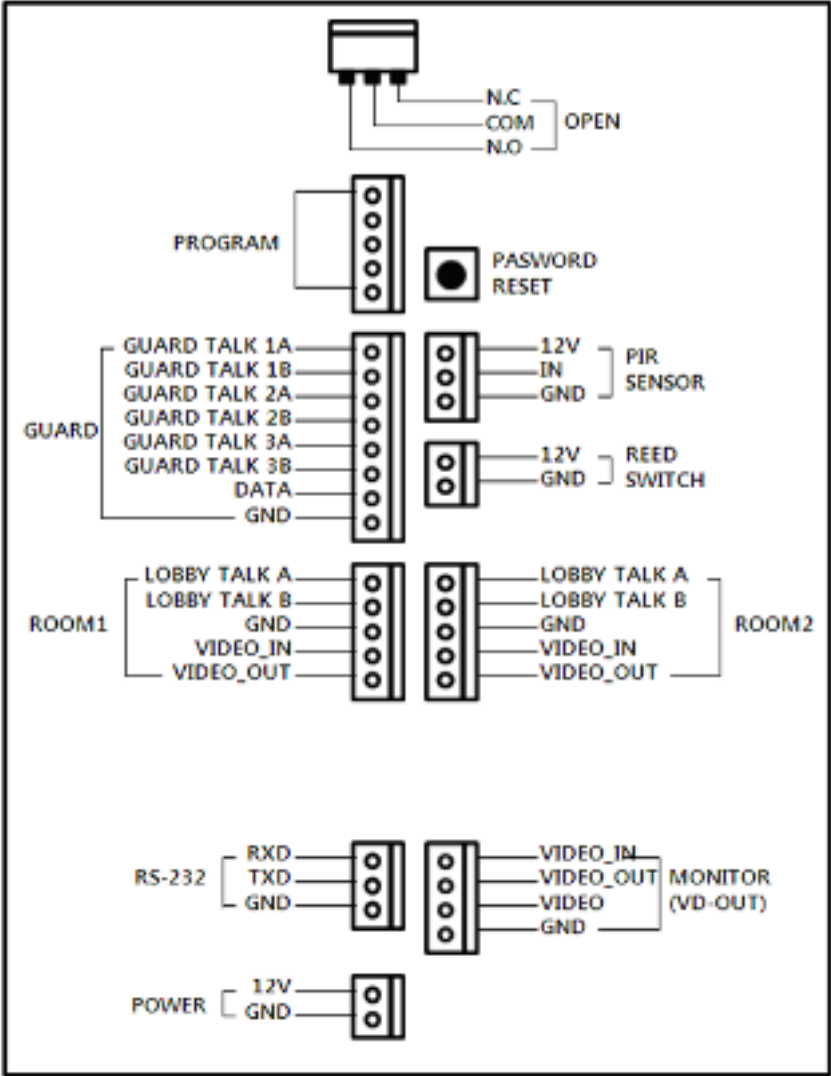 N.C
COM
N.O
OPEN
PROGRAM
PASWORD
RESET
GUARD TALK 1A
GUARD TALK 1B
GUARD TALK 2A
GUARD TALK 2B
GUARD TALK 3A
GUARD TALK 3B
DATA
GND
GUARD
12V
IN
GND
PIR
SENSOR
12V
GND
REED
SWITCH
LOBBY TALK A
LOBBY TALK B
GND
VIDEO_IN
VIDEO_OUT
ROOM1
LOBBY TALK A
LOBBY TALK B
GND
VIDEO_IN
VIDEO_OUT
ROOM2
RXD
TXD
GND
RS-232
VIDEO_IN
VIDEO_OUT
VIDEO
GND
MONITOR
(VD-OUT)
12V
GND
POWER